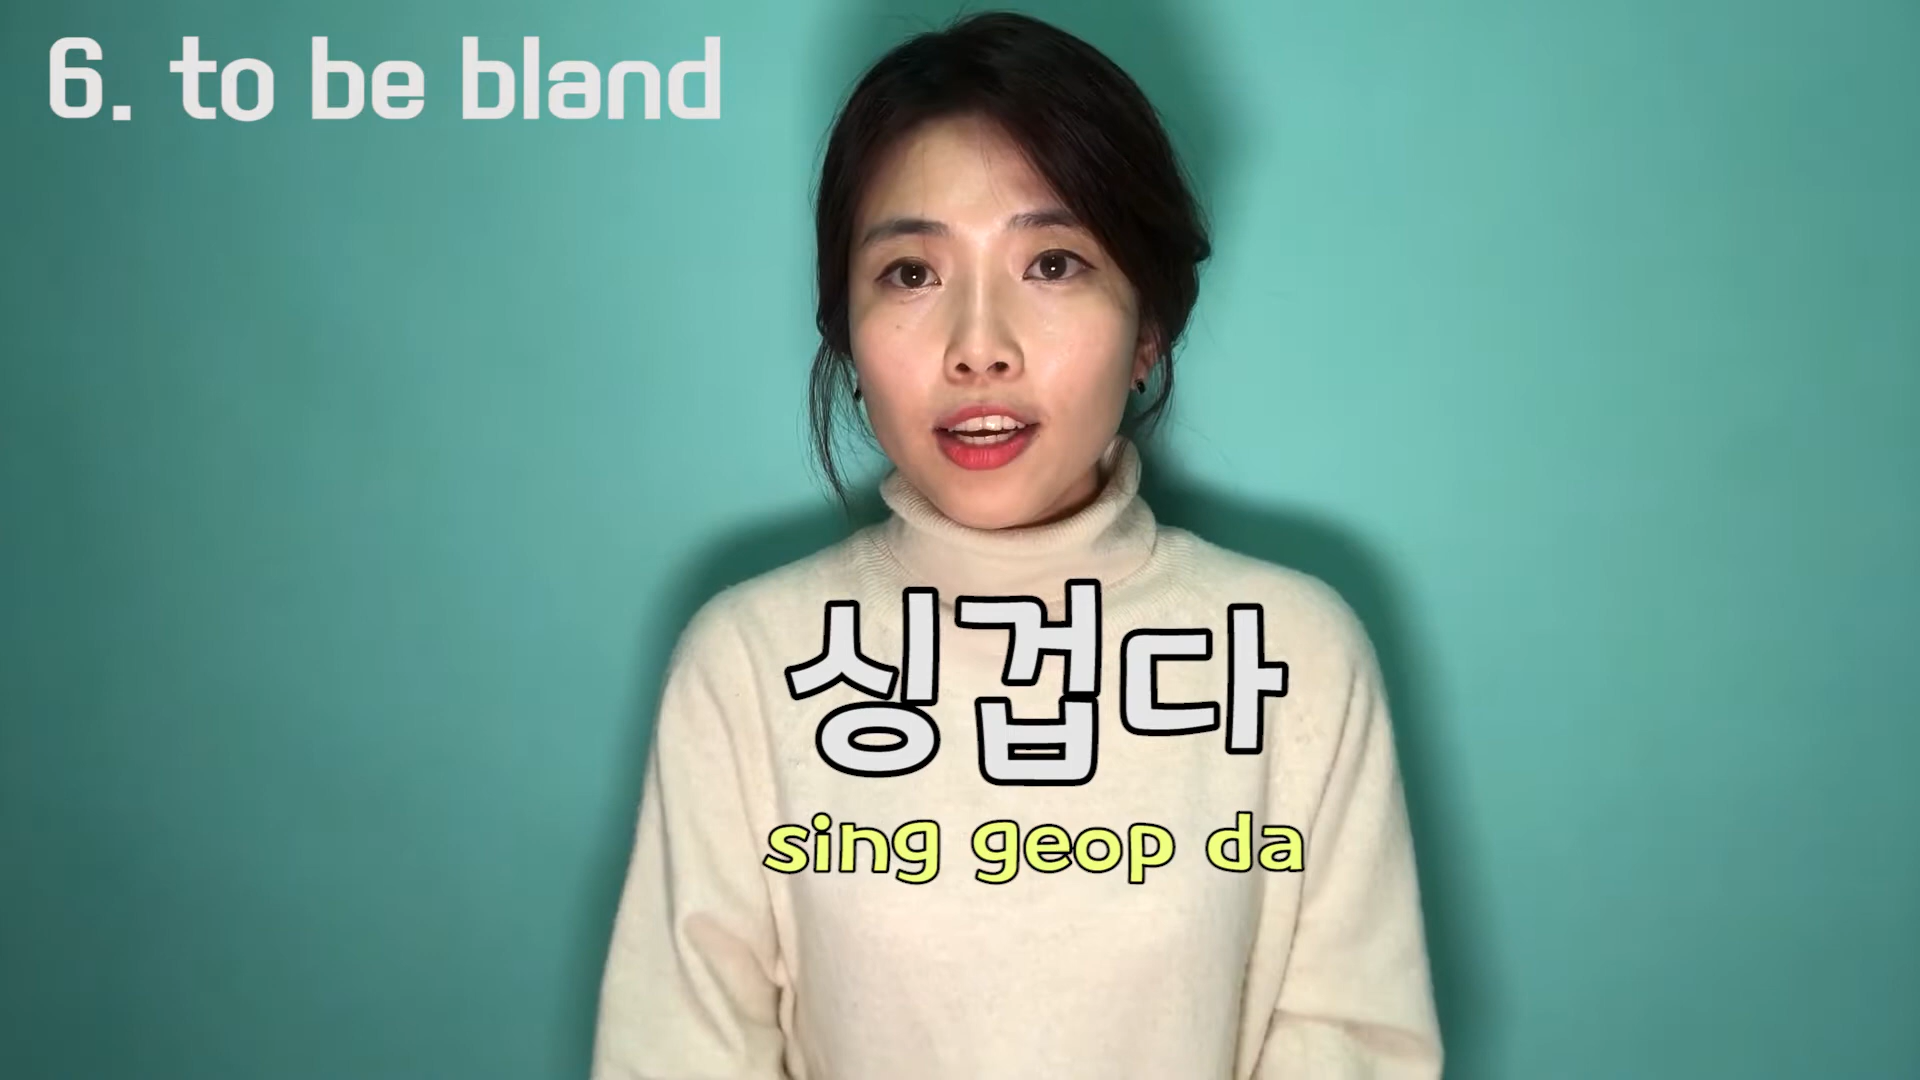 6. to be bland
싱겁다
sing geop da